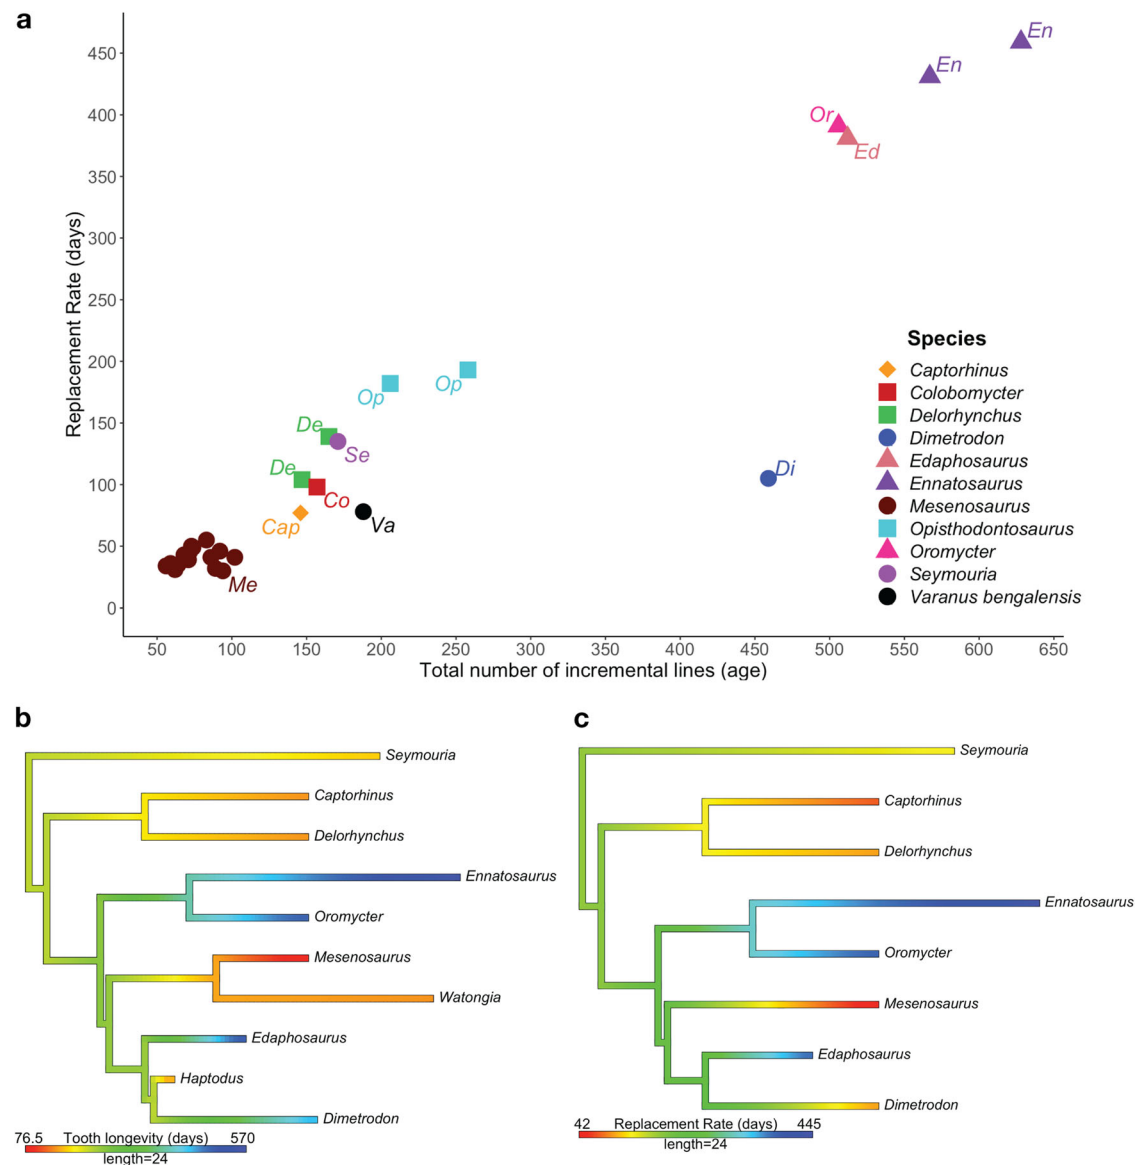 a
Replacement Rate (days)
450
400
350
300
250
200
150
100
50
0
En
En
Or
Ed
Op
Op
De
Se
De
Co
Cap
Va
Di
Me
Species
Captorhinus
Colobomycter
Delorhynchus
Dimetrodon
Edaphosaurus
Ennatosaurus
Mesenosaurus
Opisthodontosaurus
Oromycter
Seymouria
Varanus bengalensis
50 100 150 200 250 300 350 400 450 500 550 600 650
Total number of incremental lines (age)
b
Seymouria
Captorhinus
Delorhynchus
Ennatosaurus
Oromycter
Mesenosaurus
Watongia
Edaphosaurus
Haptodus
Dimetrodon
76.5 Tooth longevity (days) 570
length=24
c
Seymouria
Captorhinus
Delorhynchus
Ennatosaurus
Oromycter
Mesenosaurus
Edaphosaurus
Dimetrodon
42 Replacement Rate (days) 445
length=24